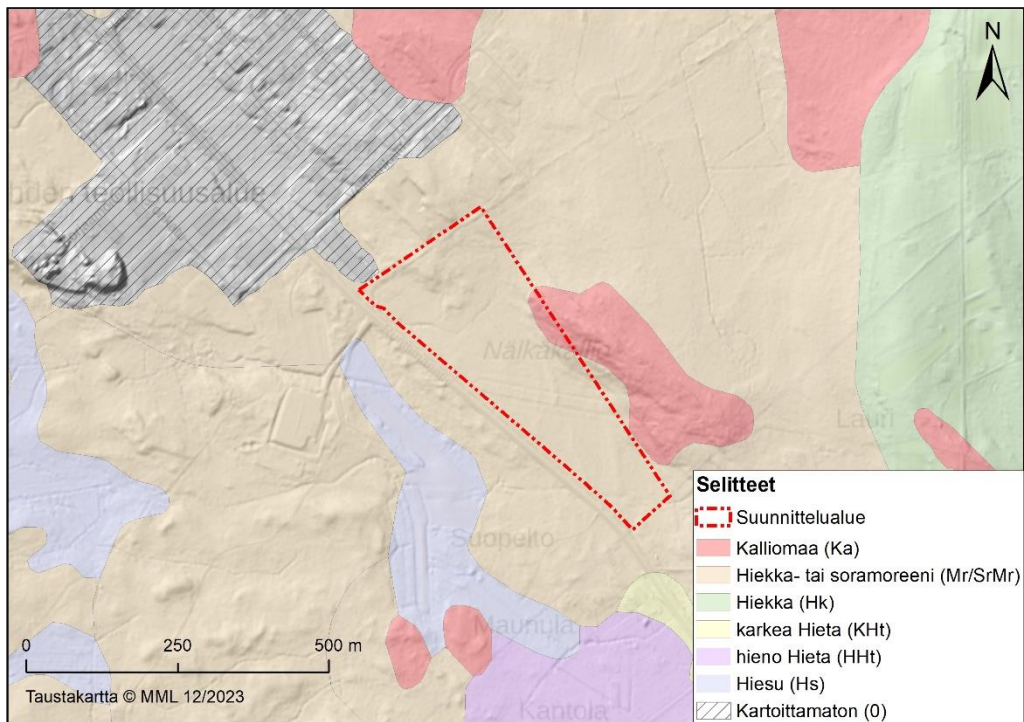 N
hden teollisuusalue
Nälkäkallio
Lauri
Suopelto
Maunula
Kantola
0 250 500 m
Taustakartta © MML 12/2023
Selitteet
Suunnittelualue
Kalliomaa (Ka)
Hiekka- tai soramoreeni (Mr/SrMr)
Hiekka (Hk)
karkea Hieta (KHt)
hieno Hieta (HHt)
Hiesu (Hs)
Kartoittamaton (0)